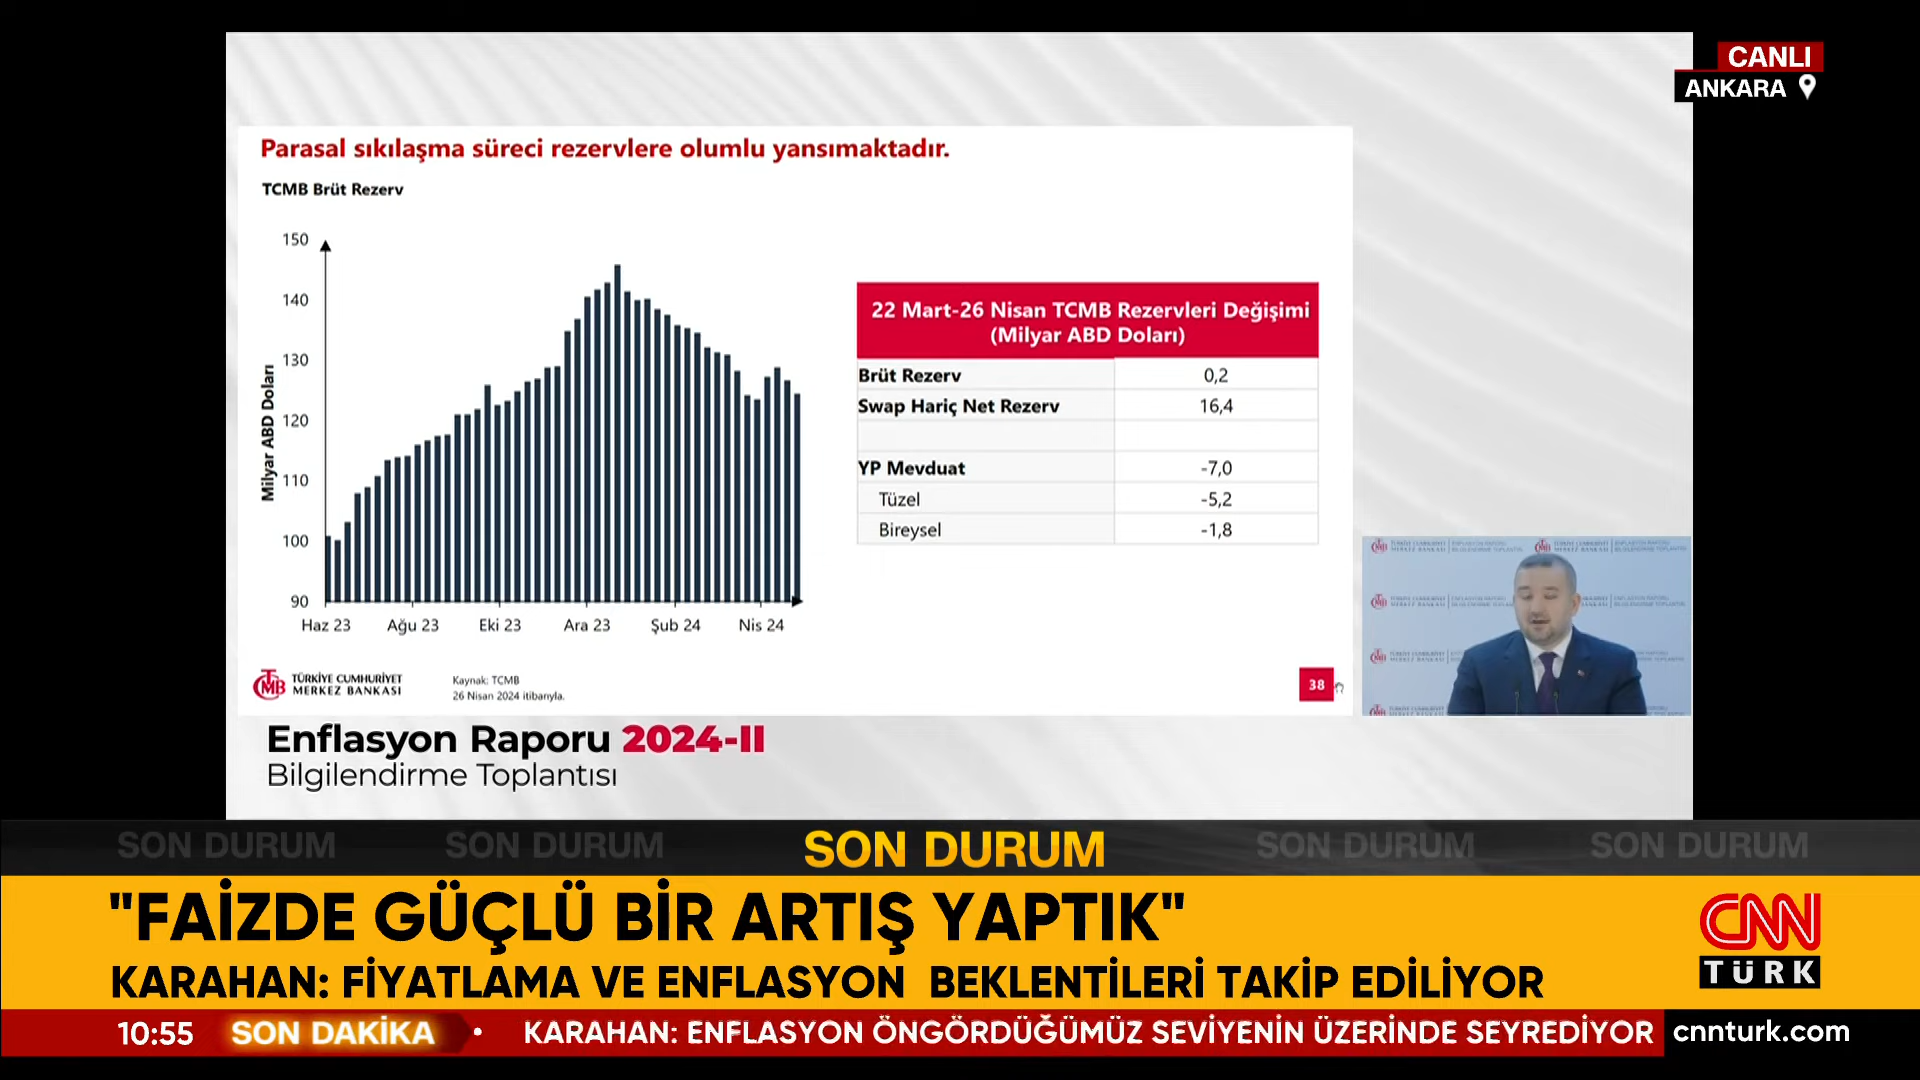 CANLI
ANKARA
Parasal sıkılaşma süreci rezervlere olumlu yansımaktadır.
TCMB Brüt Rezerv
Milyar ABD Doları
150
140
130
120
110
100
90
Haz 23 Ağu 23 Eki 23 Ara 23 Şub 24 Nis 24
22 Mart-26 Nisan TCMB Rezervleri Değişimi
(Milyar ABD Doları)
Brüt Rezerv 0,2
Swap Hariç Net Rezerv 16,4
YP Mevduat -7,0
Tüzel -5,2
Bireysel -1,8
TÜRKİYE CUMHURİYET
MERKEZ BANKASI
Kaynak: TCMB
26 Nisan 2024 itibarıyla.
38
Enflasyon Raporu 2024-II
Bilgilendirme Toplantısı
SON DURUM SON DURUM SON DURUM SON DURUM SON DURUM
"FAİZDE GÜÇLÜ BİR ARTIŞ YAPTIK"
KARAHAN: FİYATLAMA VE ENFLASYON BEKLENTİLERİ TAKİP EDİLİYOR
CNN
TÜRK
10:55 SON DAKİKA • KARAHAN: ENFLASYON ÖNGÖRDÜĞÜMÜZ SEVİYENİN ÜZERİNDE SEYREDİYOR cnnturk.com